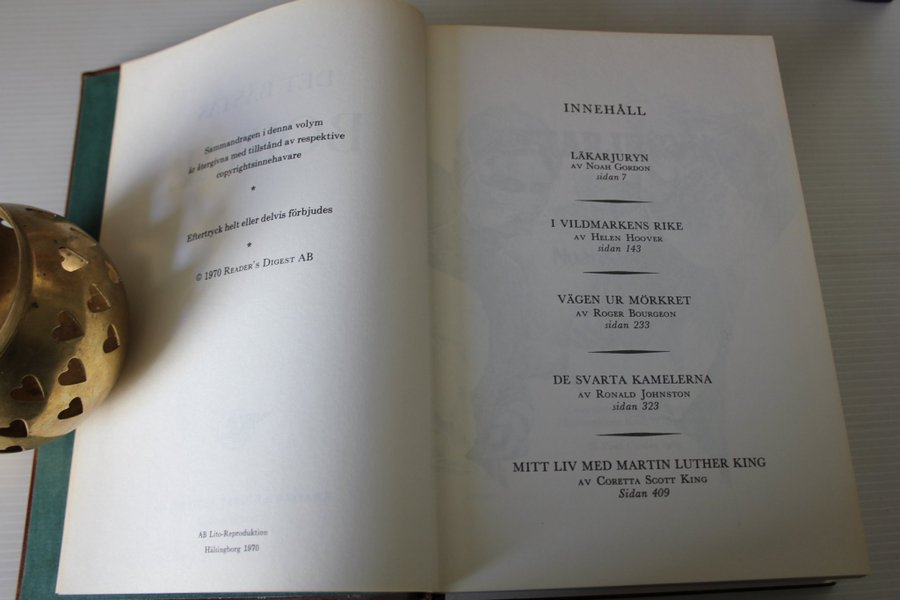 Sammandragen i denna volym
är återgivna med tillstånd av respektive
copyrightsinnehavare
*
Eftertryck helt eller delvis förbjudes
*
© 1970 READER'S DIGEST AB
AB Lito-Reproduktion
Hälsingborg 1970
INNEHÅLL
LÄKARJURYN
AV NOAH GORDON
sidan 7
I VILDMARKENS RIKE
AV HELEN HOOVER
sidan 143
VÄGEN UR MÖRKRET
AV ROGER BOURGEON
sidan 233
DE SVARTA KAMELERNA
AV RONALD JOHNSTON
sidan 323
MITT LIV MED MARTIN LUTHER KING
AV CORETTA SCOTT KING
Sidan 409